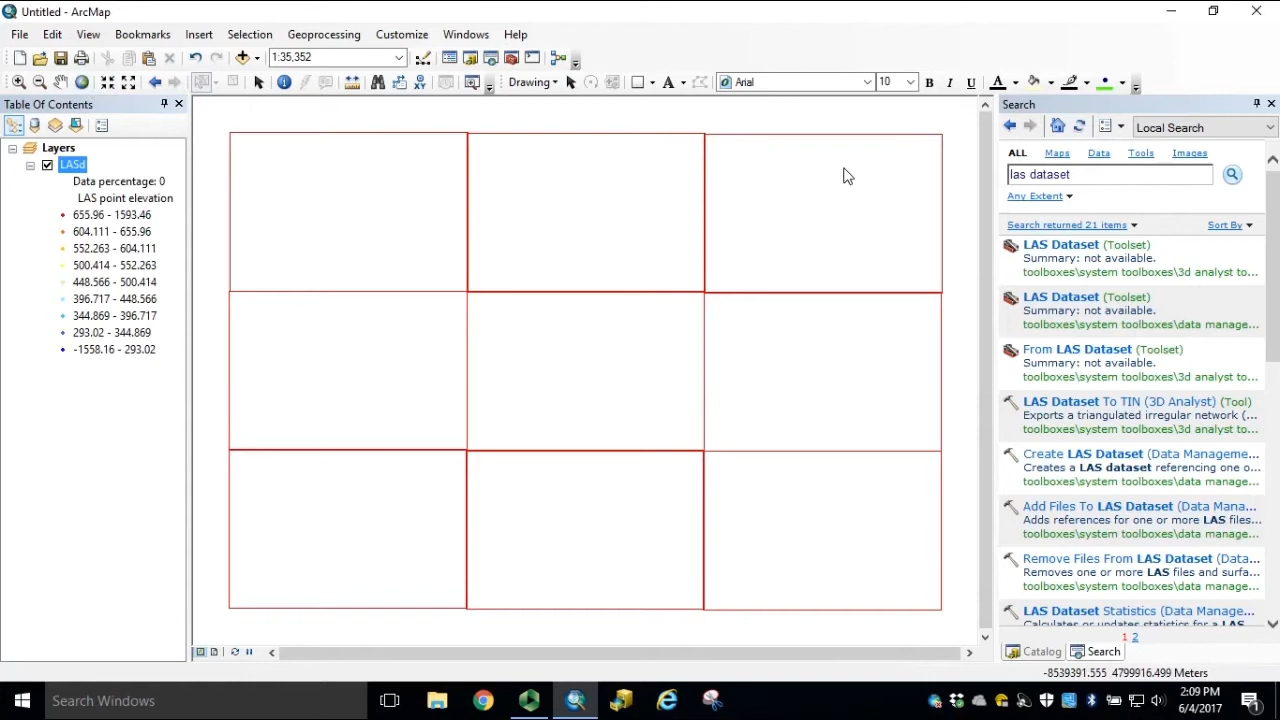 Untitled - ArcMap
File Edit View Bookmarks Insert Selection Geoprocessing Customize Windows Help
1:35,352
Drawing Arial 10 B I U A
Table Of Contents
Layers
LASd
Data percentage: 0
LAS point elevation
655.96 - 1593.46
604.111 - 655.96
552.263 - 604.111
500.414 - 552.263
448.566 - 500.414
396.717 - 448.566
344.869 - 396.717
293.02 - 344.869
-1558.16 - 293.02
Search
Local Search
ALL Maps Data Tools Images
las dataset
Any Extent
Search returned 21 items Sort By
LAS Dataset (Toolset)
Summary: not available.
toolboxes\system toolboxes\3d analyst to...
LAS Dataset (Toolset)
Summary: not available.
toolboxes\system toolboxes\data manage...
From LAS Dataset (Toolset)
Summary: not available.
toolboxes\system toolboxes\3d analyst to...
LAS Dataset To TIN (3D Analyst) (Tool)
Exports a triangulated irregular network (...
toolboxes\system toolboxes\3d analyst to...
Create LAS Dataset (Data Manageme...
Creates a LAS dataset referencing one o...
toolboxes\system toolboxes\data manage...
Add Files To LAS Dataset (Data Mana...
Adds references for one or more LAS files...
toolboxes\system toolboxes\data manage...
Remove Files From LAS Dataset (Data...
Removes one or more LAS files and surfa...
toolboxes\system toolboxes\data manage...
LAS Dataset Statistics (Data Manage...
Calculates or updates statistics for a LAS
1 2
Catalog Search
-8539391.555 4799916.499 Meters
Search Windows
2:09 PM
6/4/2017